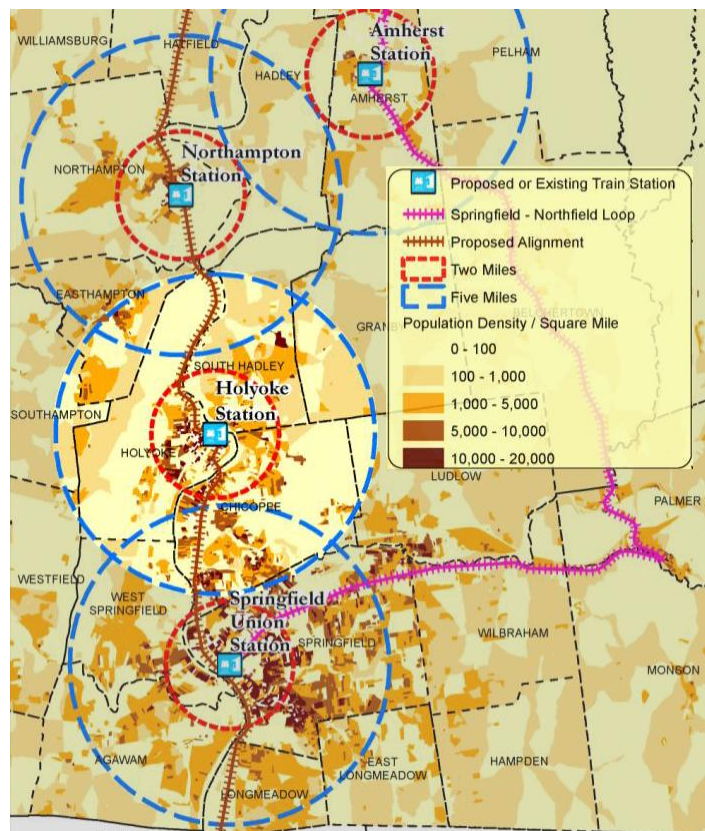 WILLIAMSBURG
HATFIELD
HADLEY
Amherst
Station
AMHERST
PELHAM
NORTHAMPTON
Northampton
Station
Proposed or Existing Train Station
Springfield - Northfield Loop
Proposed Alignment
Two Miles
Five Miles
Population Density / Square Mile
0 - 100
100 - 1,000
1,000 - 5,000
5,000 - 10,000
10,000 - 20,000
EASTHAMPTON
BELCHERTOWN
GRANB
SOUTH HADLEY
Holyoke
Station
SOUTHAMPTON
HOLYOKE
LUDLOW
CHICOPEE
PALMER
WESTFIELD
WEST
SPRINGFIELD
Springfield
Union
Station
SPRINGFIELD
WILBRAHAM
MONSON
AGAWAM
EAST
LONGMEADOW
HAMPDEN
LONGMEADOW